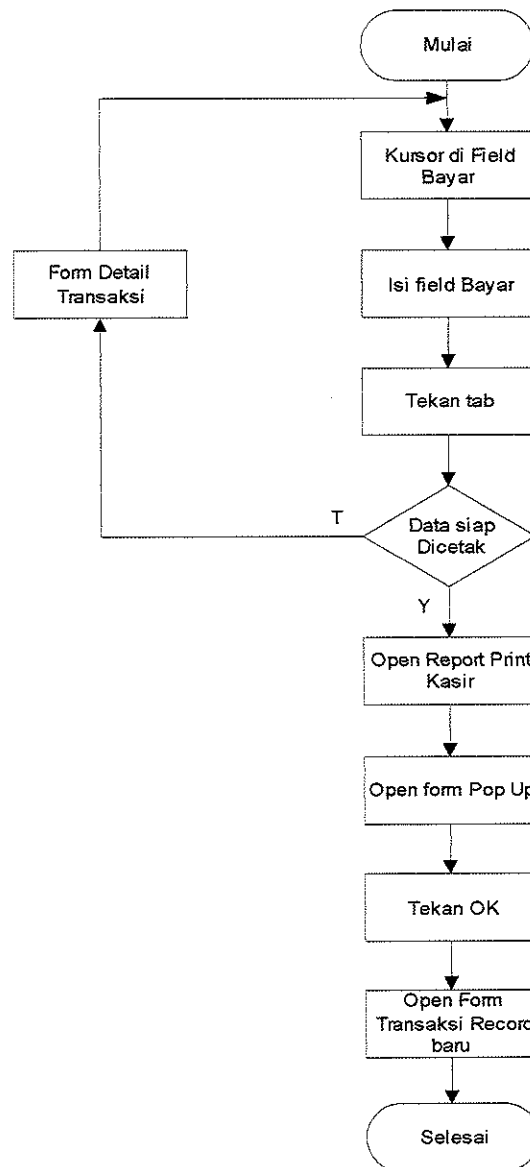 Mulai
Kursor di Field
Bayar
Form Detail
Transaksi
Isi field Bayar
Tekan tab
T
Data siap
Dicetak
Y
Open Report Print
Kasir
Open form Pop Up
Tekan OK
Open Form
Transaksi Record
baru
Selesai